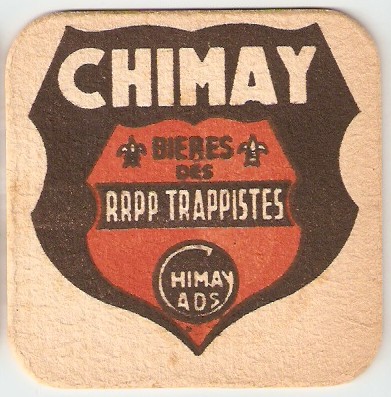 CHIMAY
BIERES
DES
RRPP TRAPPISTES
CHIMAY
ADS